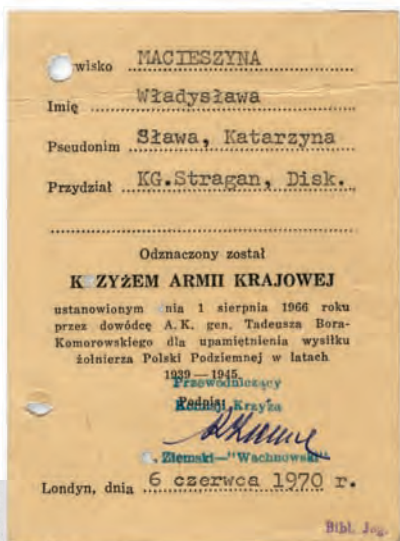 wisko MACIESZYNA
Imię Władysława
Pseudonim Sława, Katarzyna
Przydział KG.Stragan, Disk.
Odznaczony został
K ZYŻEM ARMII KRAJOWEJ
ustanowionym nia 1 sierpnia 1966 roku
przez dowódcę A.K. gen. Tadeusza Bora-
Komorowskiego dla upamiętnienia wysiłku
żołnierza Polski Podziemnej w latach
1939—1945.
Przewodniczący
Komisji Krzyża
. Ziemski—"Wachnowski"
Londyn, dnia 6 czerwca 1970 r.
Bibl. Jag.